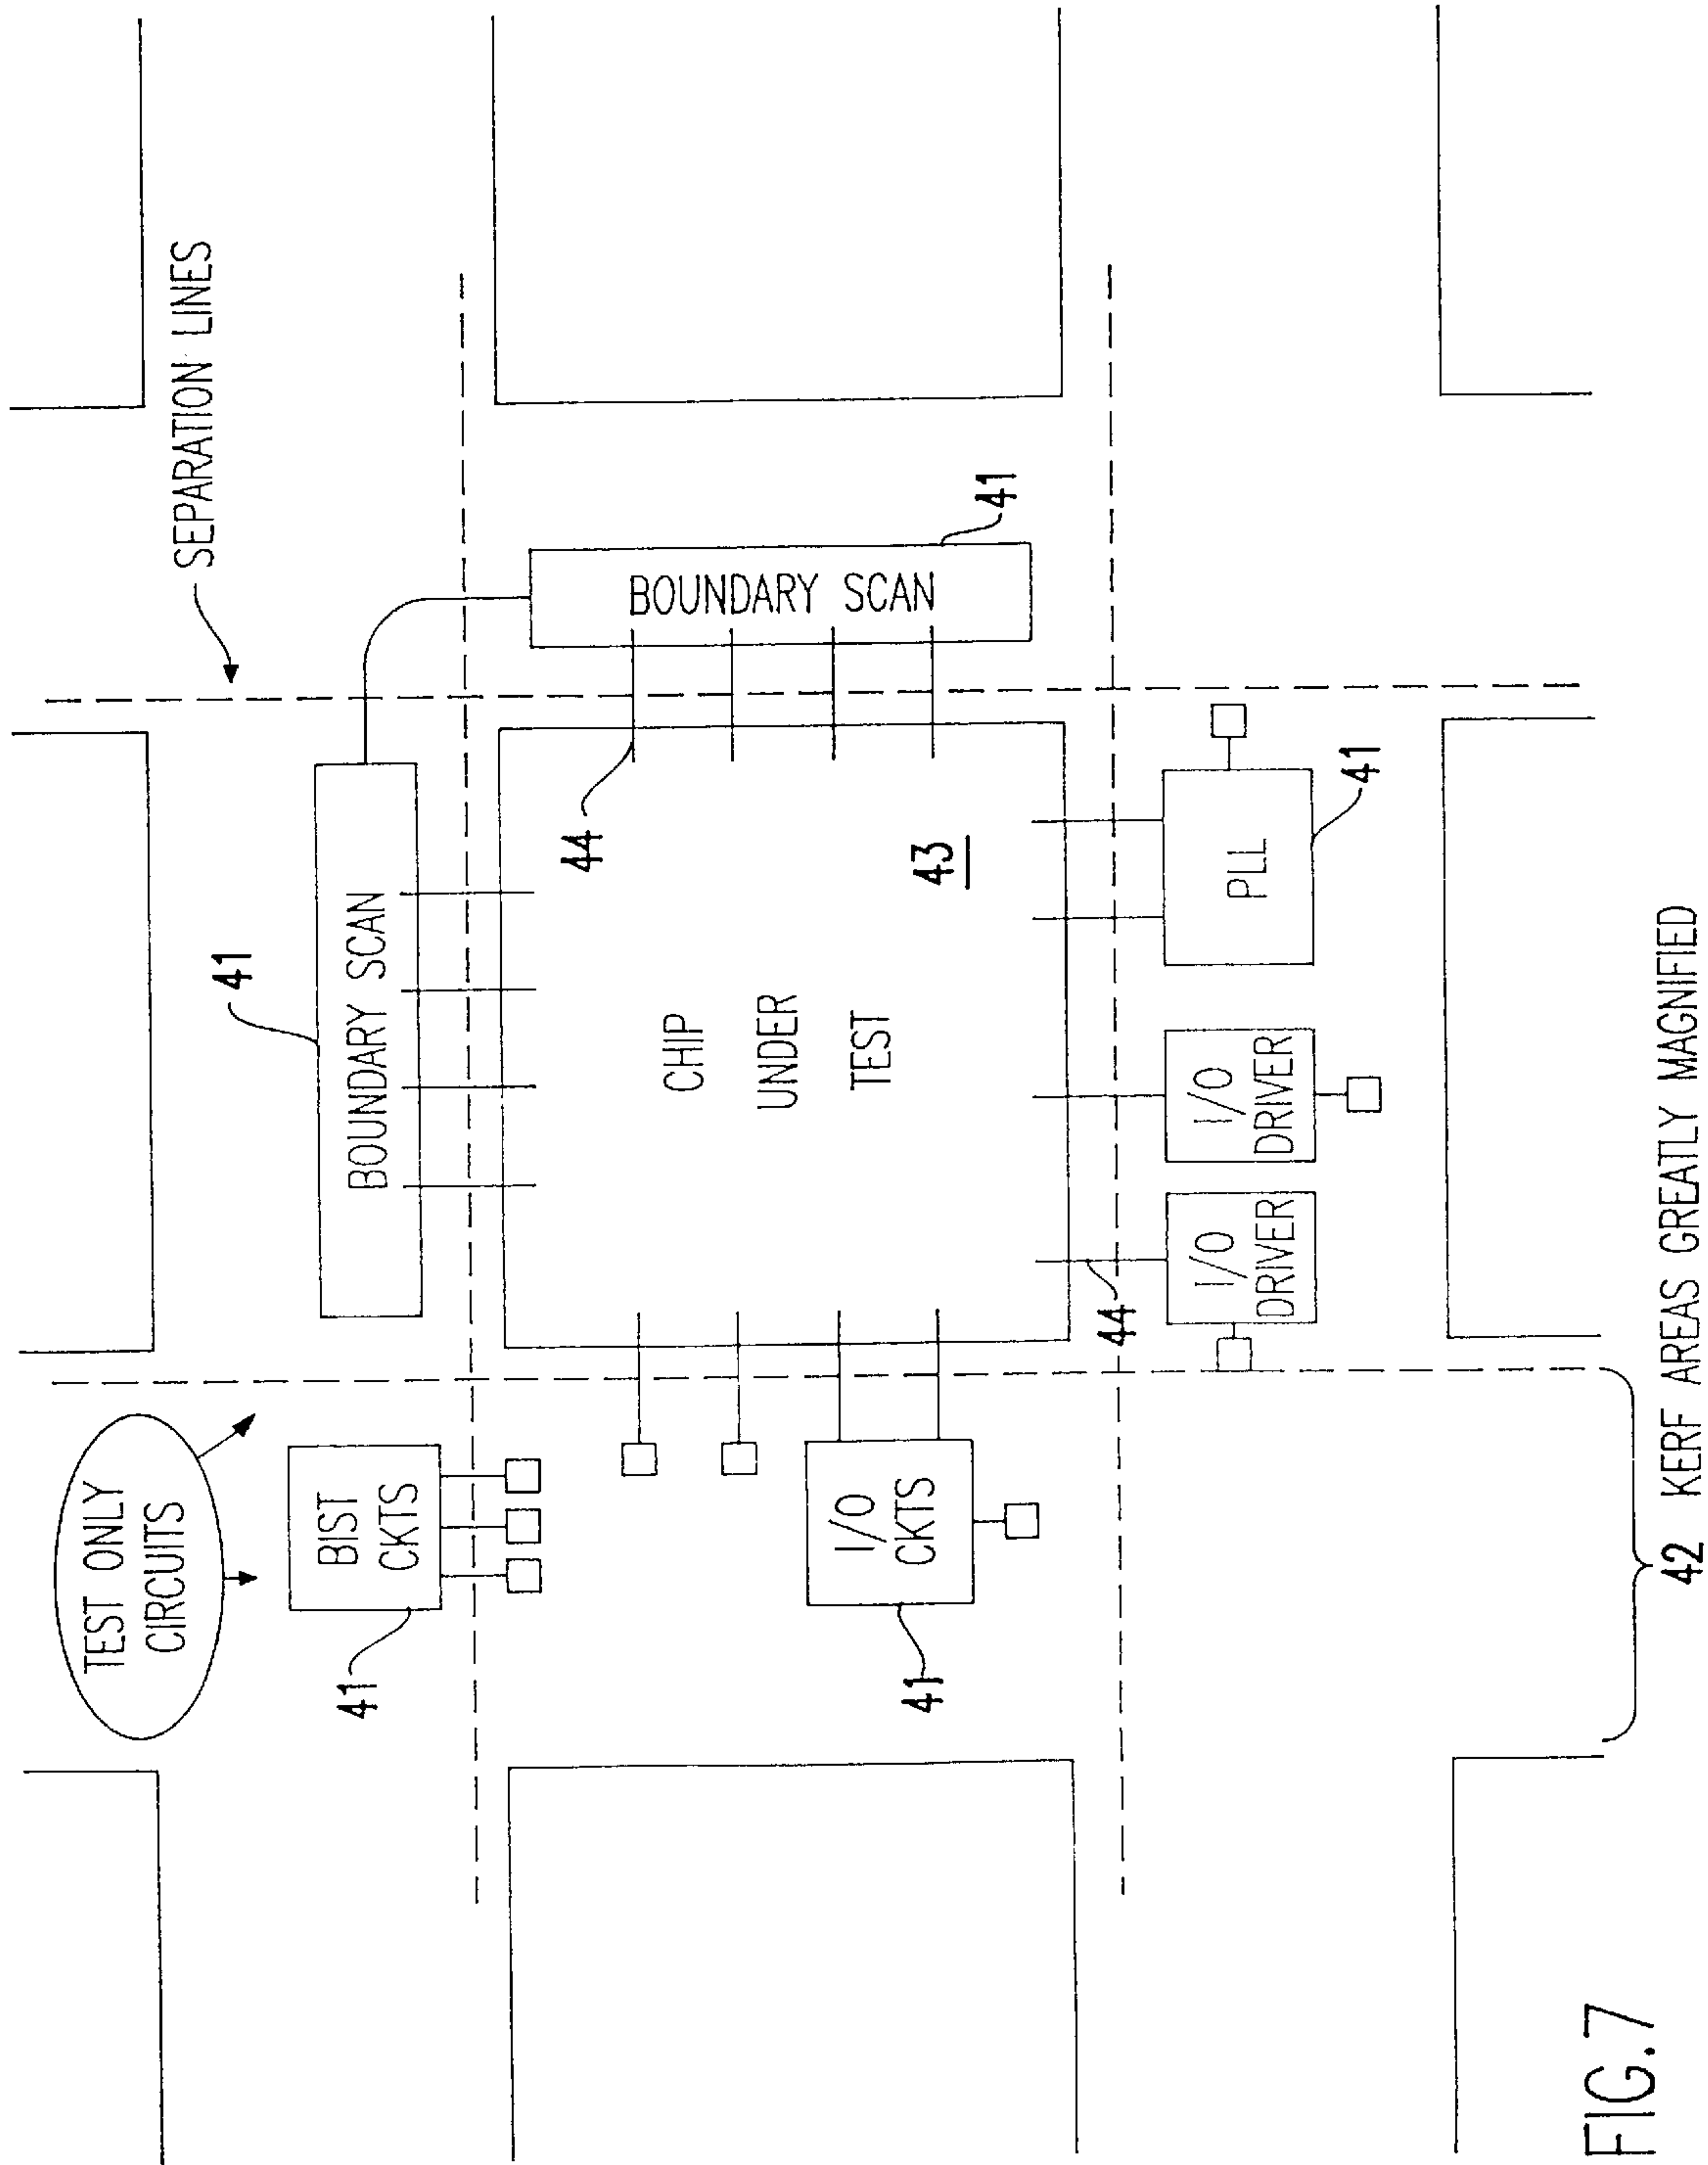 TEST ONLY
CIRCUITS
SEPARATION LINES
41
BOUNDARY SCAN
BIST
CKTS
41
44
BOUNDARY SCAN
41
CHIP
UNDER
TEST
43
I/O
CKTS
41
44
I/O
DRIVER
I/O
DRIVER
PLL
41
42 KERF AREAS GREATLY MAGNIFIED
FIG.7